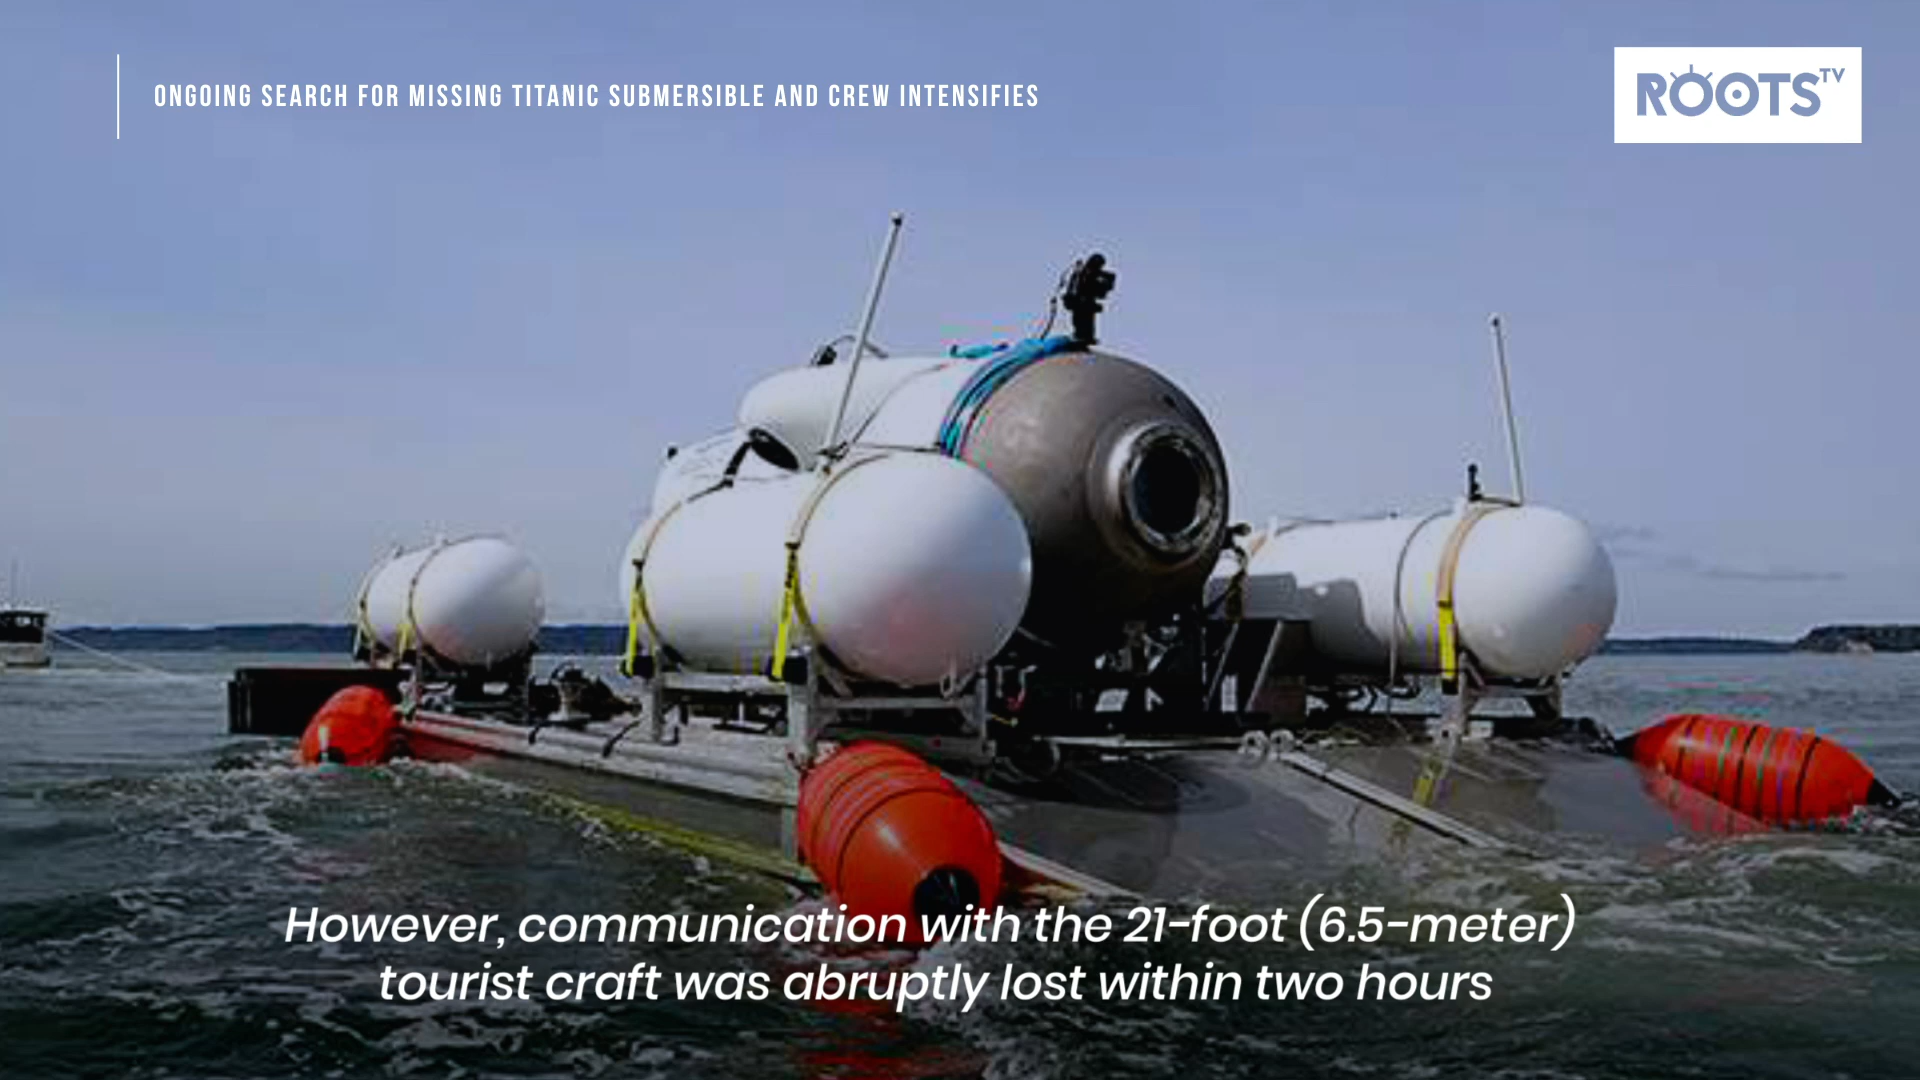 ONGOING SEARCH FOR MISSING TITANIC SUBMERSIBLE AND CREW INTENSIFIES
ROOTS TV
However, communication with the 21-foot (6.5-meter)
tourist craft was abruptly lost within two hours